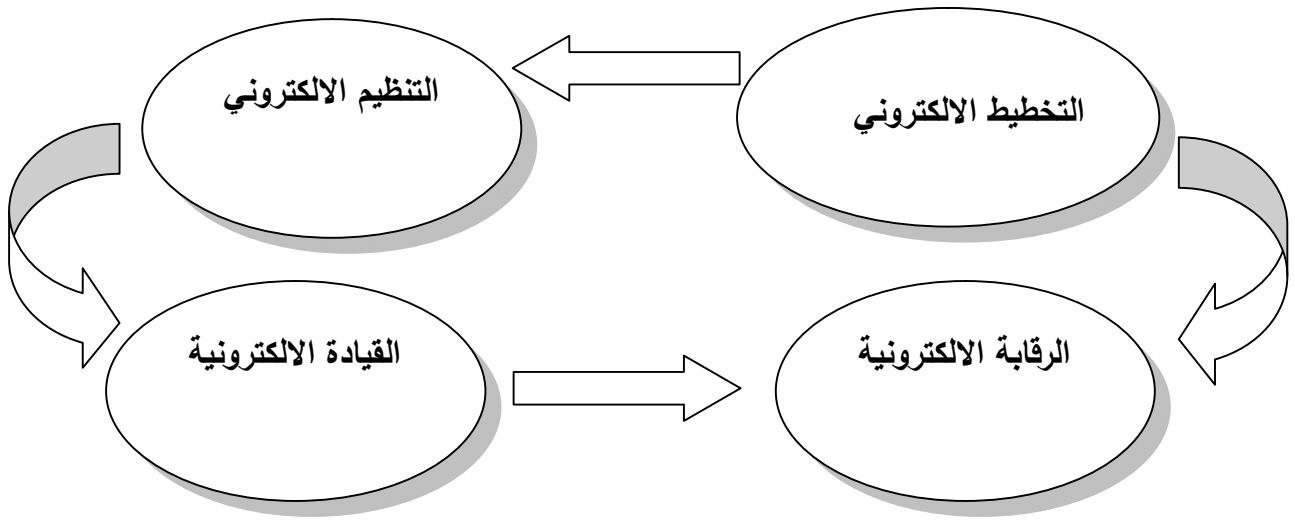 التخطيط الالكتروني
التنظيم الالكتروني
الرقابة الالكترونية
القيادة الالكترونية